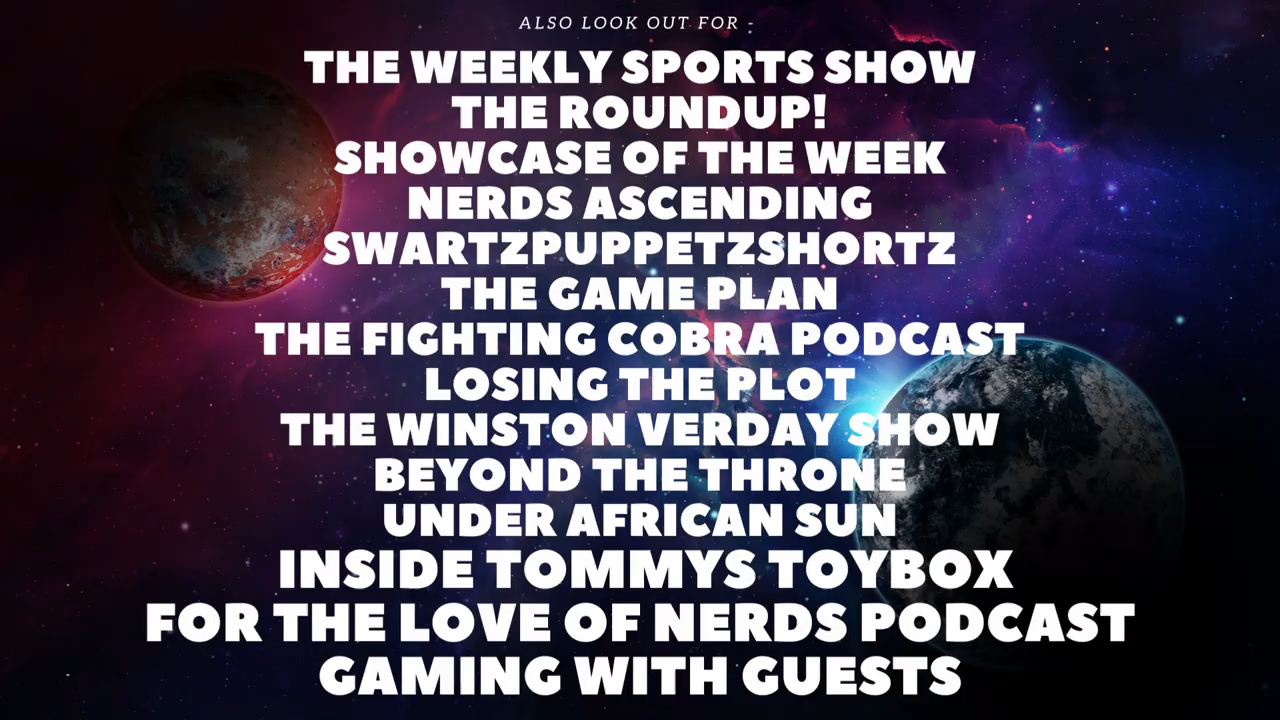 ALSO LOOK OUT FOR -
THE WEEKLY SPORTS SHOW
THE ROUNDUP!
SHOWCASE OF THE WEEK
NERDS ASCENDING
SWARTZPUPPETZSHORTZ
THE GAME PLAN
THE FIGHTING COBRA PODCAST
LOSING THE PLOT
THE WINSTON VERDAY SHOW
BEYOND THE THRONE
UNDER AFRICAN SUN
INSIDE TOMMYS TOYBOX
FOR THE LOVE OF NERDS PODCAST
GAMING WITH GUESTS